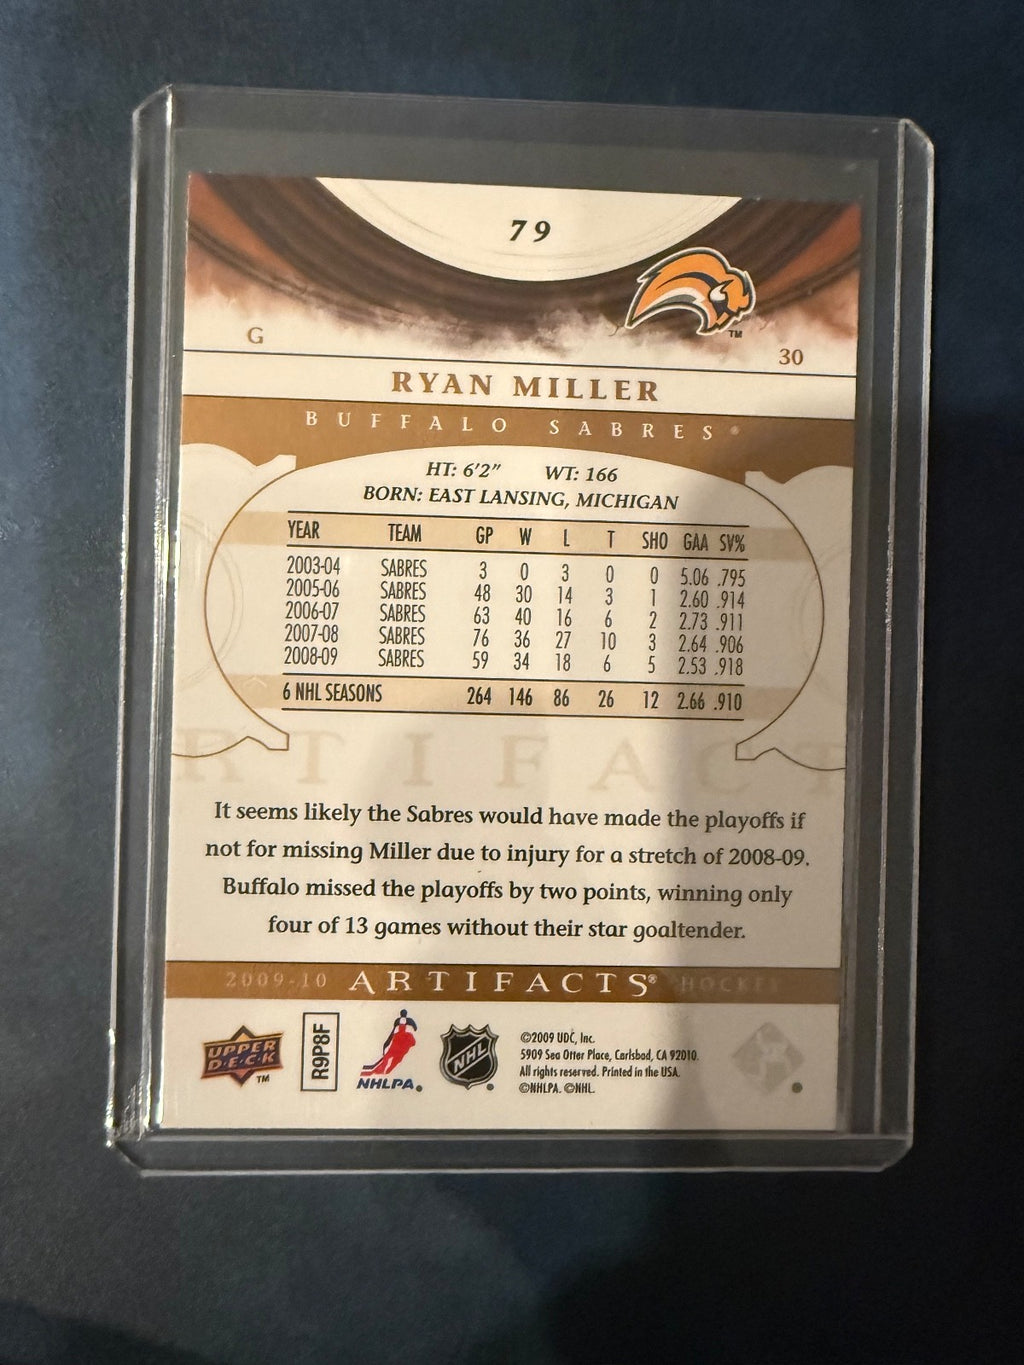 79
TM
G
30
RYAN MILLER
BUFFALO SABRES
HT: 6'2" WT: 166
BORN: EAST LANSING, MICHIGAN
YEAR TEAM GP W L T SHO GAA SV%
2003-04 SABRES 3 0 3 0 0 5.06 .795
2005-06 SABRES 48 30 14 3 1 2.60 .914
2006-07 SABRES 63 40 16 6 2 2.73 .911
2007-08 SABRES 76 36 27 10 3 2.64 .906
2008-09 SABRES 59 34 18 6 5 2.53 .918
6 NHL SEASONS 264 146 86 26 12 2.66 .910
RTIFACT
It seems likely the Sabres would have made the playoffs if
not for missing Miller due to injury for a stretch of 2008-09.
Buffalo missed the playoffs by two points, winning only
four of 13 games without their star goaltender.
2009-10 ARTIFACTS® HOCKEY
UPPER
DECK
TM
R9P8F
NHLPA.
NHL
©2009 UDC, Inc.
5909 Sea Otter Place, Carlsbad, CA 92010.
All rights reserved. Printed in the USA.
©NHLPA. ©NHL.